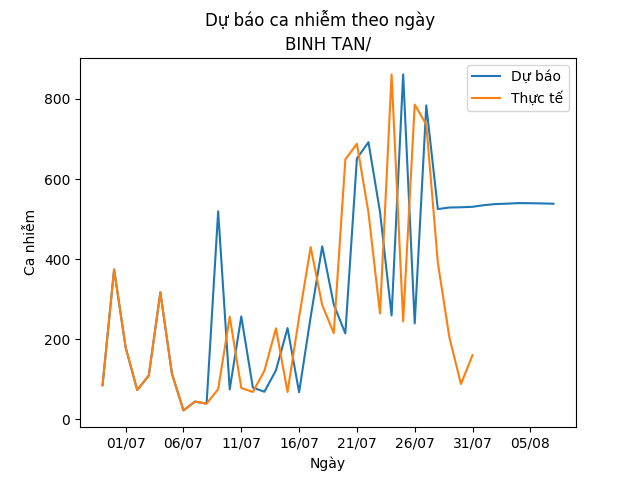 Dự báo ca nhiễm theo ngày
BINH TAN/
Dự báo
Thực tế
Ca nhiễm
800
600
400
200
0
01/07 06/07 11/07 16/07 21/07 26/07 31/07 05/08
Ngày